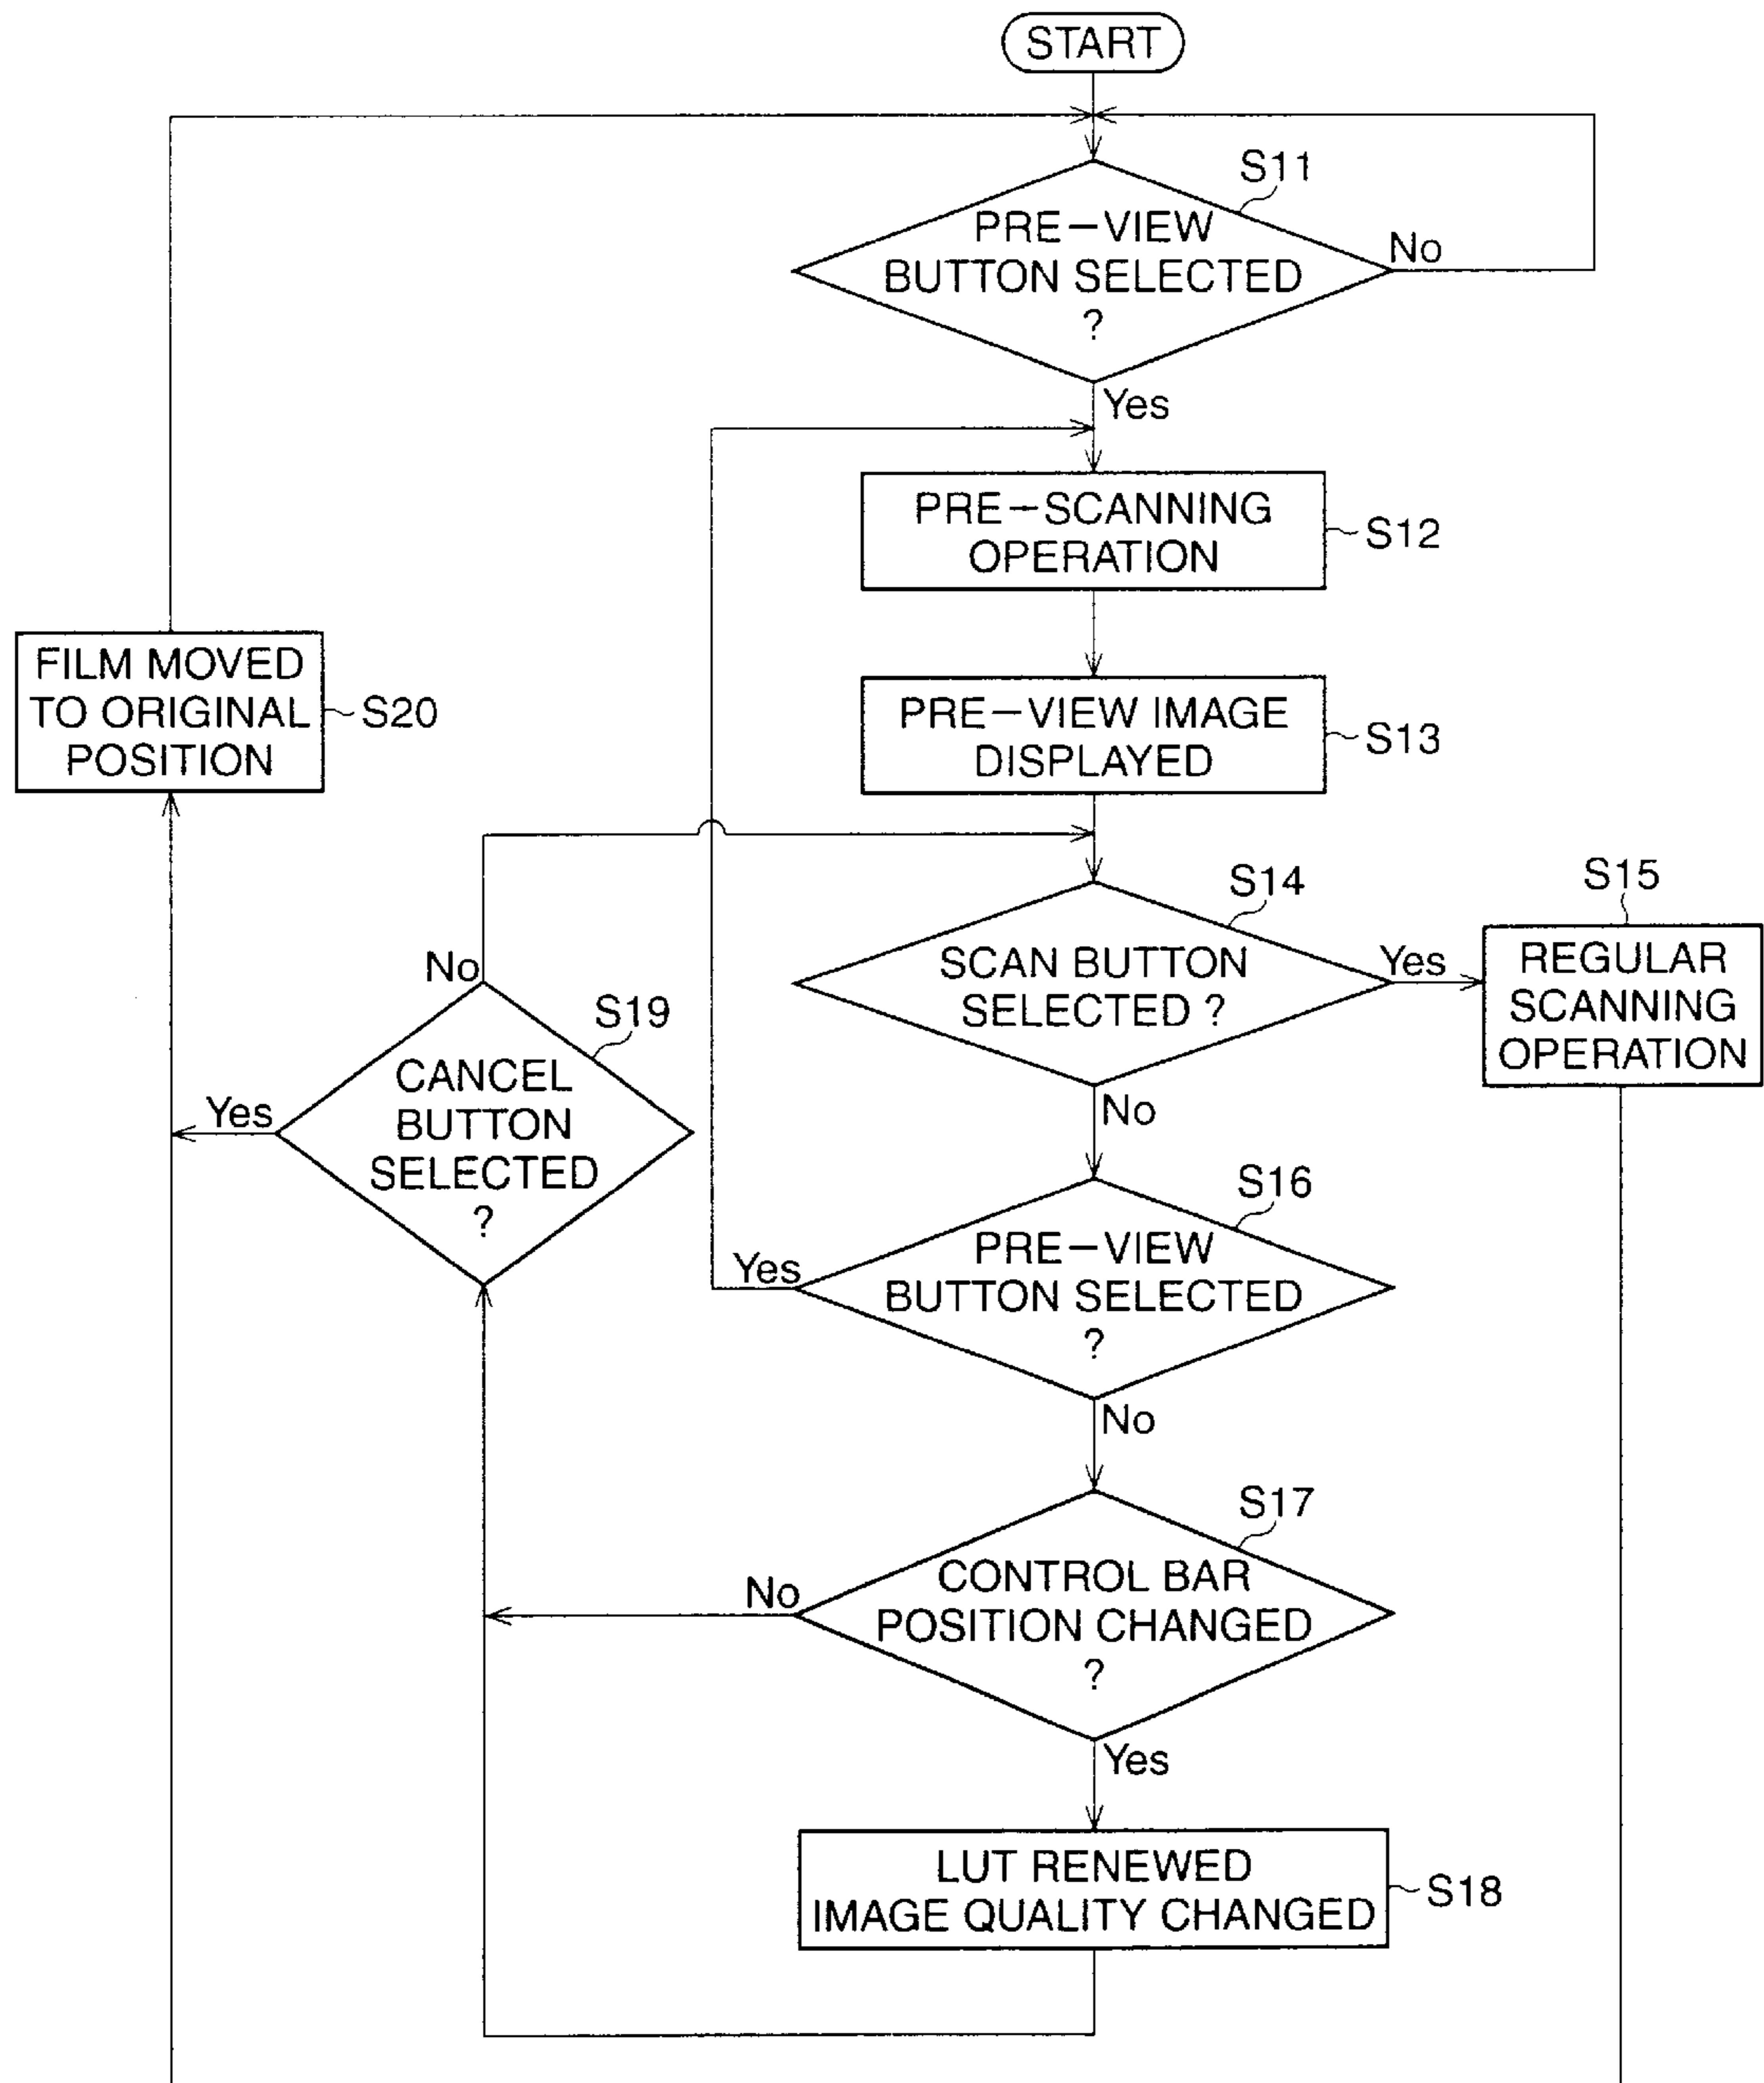 START
S11
PRE-VIEW
BUTTON SELECTED
?
No
Yes
PRE-SCANNING
OPERATION
S12
FILM MOVED
TO ORIGINAL
POSITION
S20
PRE-VIEW IMAGE
DISPLAYED
S13
S14
SCAN BUTTON
SELECTED ?
Yes
No
S15
REGULAR
SCANNING
OPERATION
No
S19
CANCEL
BUTTON
SELECTED
?
Yes
S16
PRE-VIEW
BUTTON SELECTED
?
Yes
No
S17
CONTROL BAR
POSITION CHANGED
?
No
Yes
LUT RENEWED
IMAGE QUALITY CHANGED
S18